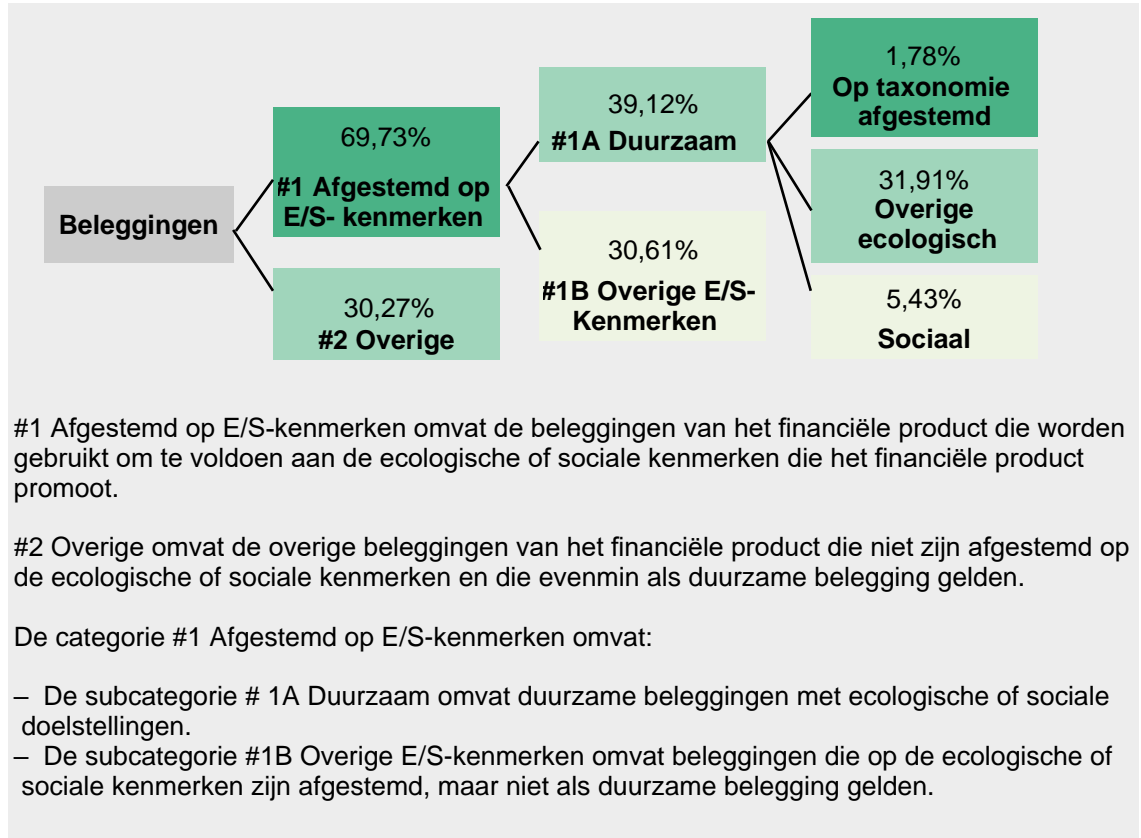 Beleggingen
69,73%
#1 Afgestemd op
E/S- kenmerken
30,27%
#2 Overige
39,12%
#1A Duurzaam
30,61%
#1B Overige E/S-
Kenmerken
1,78%
Op taxonomie
afgestemd
31,91%
Overige
ecologisch
5,43%
Sociaal
#1 Afgestemd op E/S-kenmerken omvat de beleggingen van het financiële product die worden
gebruikt om te voldoen aan de ecologische of sociale kenmerken die het financiële product
promoot.
#2 Overige omvat de overige beleggingen van het financiële product die niet zijn afgestemd op
de ecologische of sociale kenmerken en die evenmin als duurzame belegging gelden.
De categorie #1 Afgestemd op E/S-kenmerken omvat:
– De subcategorie # 1A Duurzaam omvat duurzame beleggingen met ecologische of sociale
doelstellingen.
– De subcategorie #1B Overige E/S-kenmerken omvat beleggingen die op de ecologische of
sociale kenmerken zijn afgestemd, maar niet als duurzame belegging gelden.